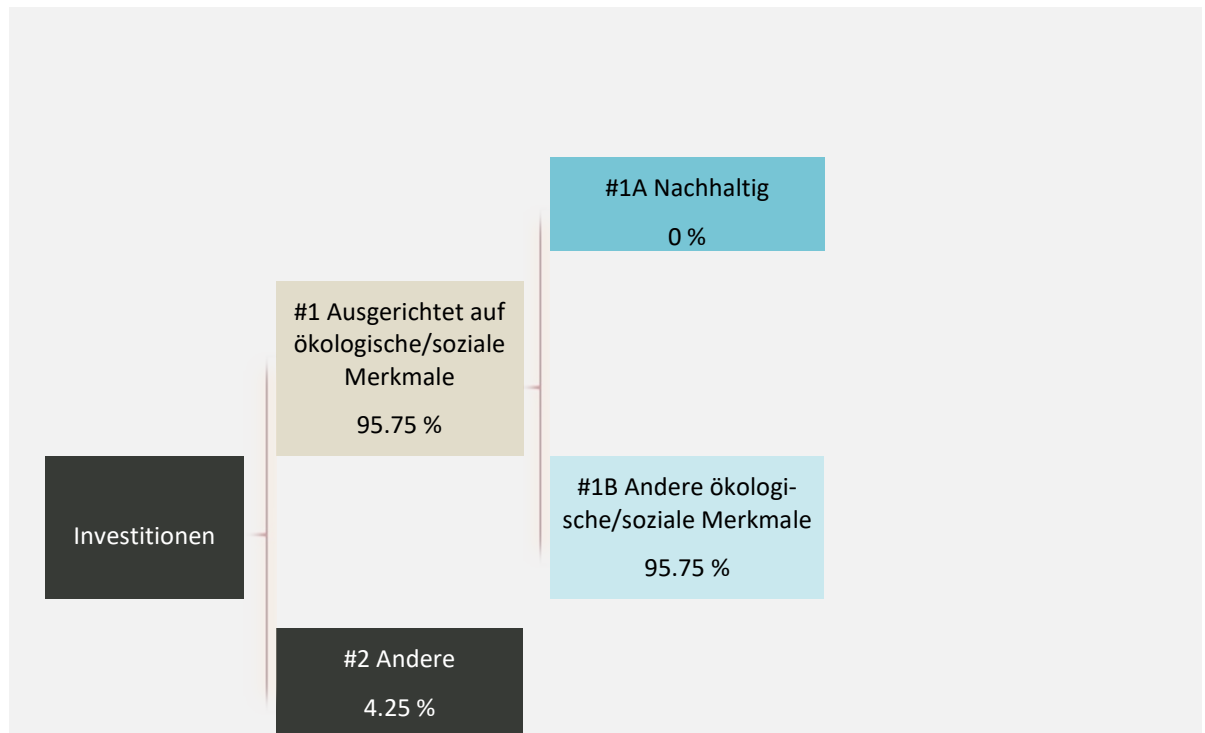 #1A Nachhaltig
0 %
#1 Ausgerichtet auf
ökologische/soziale
Merkmale
95.75 %
#1B Andere ökologi-
sche/soziale Merkmale
95.75 %
Investitionen
#2 Andere
4.25 %